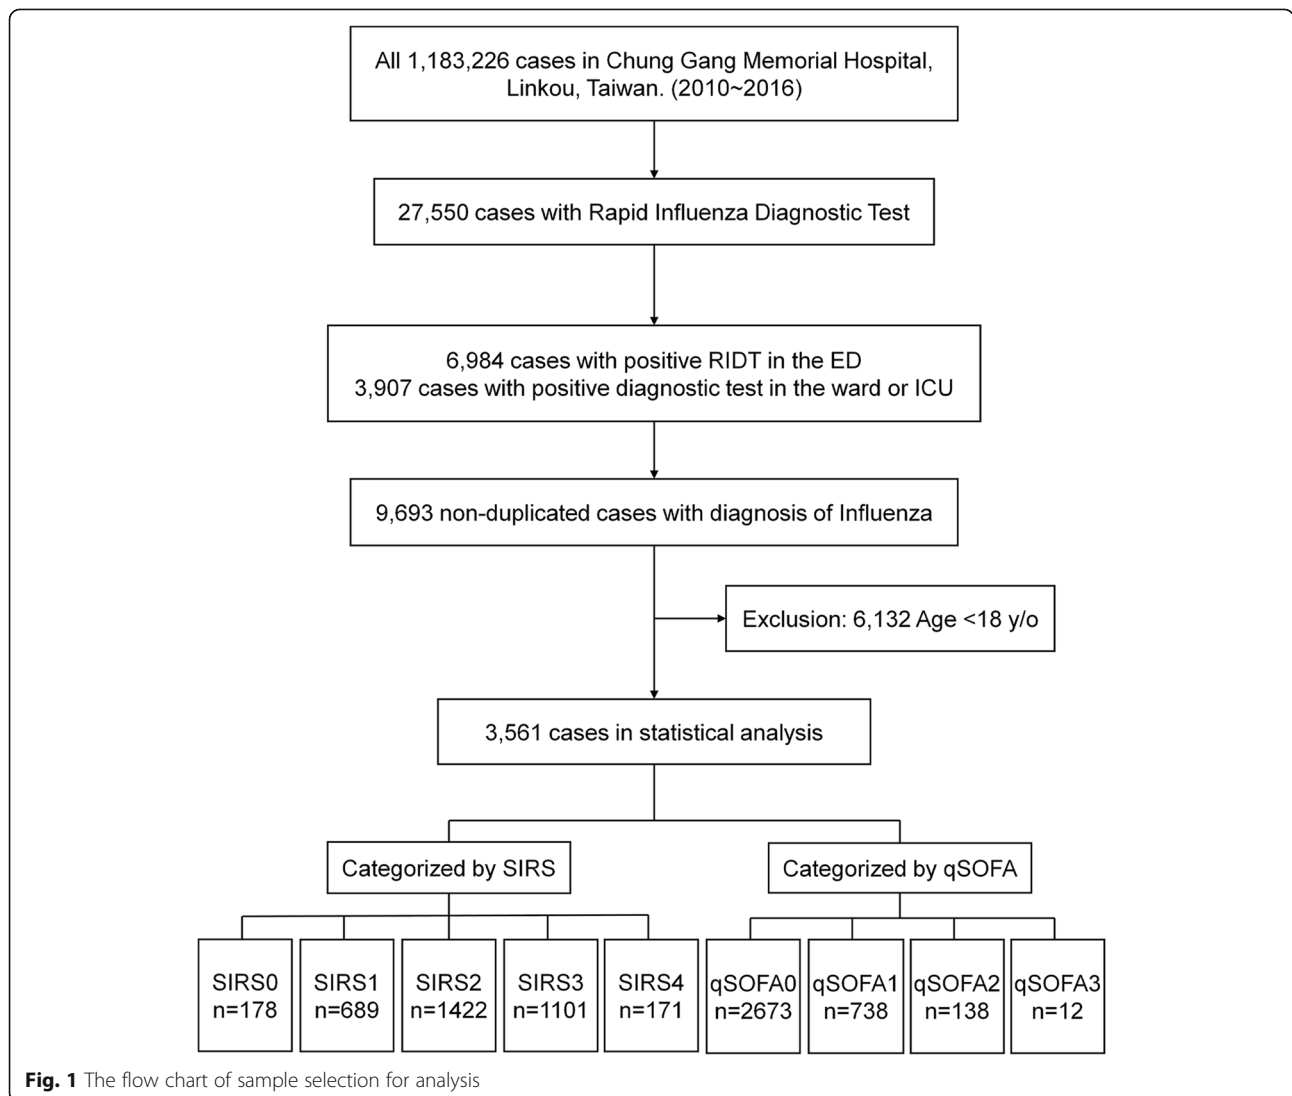 All 1,183,226 cases in Chung Gang Memorial Hospital,
Linkou, Taiwan. (2010~2016)
27,550 cases with Rapid Influenza Diagnostic Test
6,984 cases with positive RIDT in the ED
3,907 cases with positive diagnostic test in the ward or ICU
9,693 non-duplicated cases with diagnosis of Influenza
Exclusion: 6,132 Age <18 y/o
3,561 cases in statistical analysis
Categorized by SIRS
Categorized by qSOFA
SIRS0
n=178
SIRS1
n=689
SIRS2
n=1422
SIRS3
n=1101
SIRS4
n=171
qSOFA0
n=2673
qSOFA1
n=738
qSOFA2
n=138
qSOFA3
n=12
Fig. 1 The flow chart of sample selection for analysis